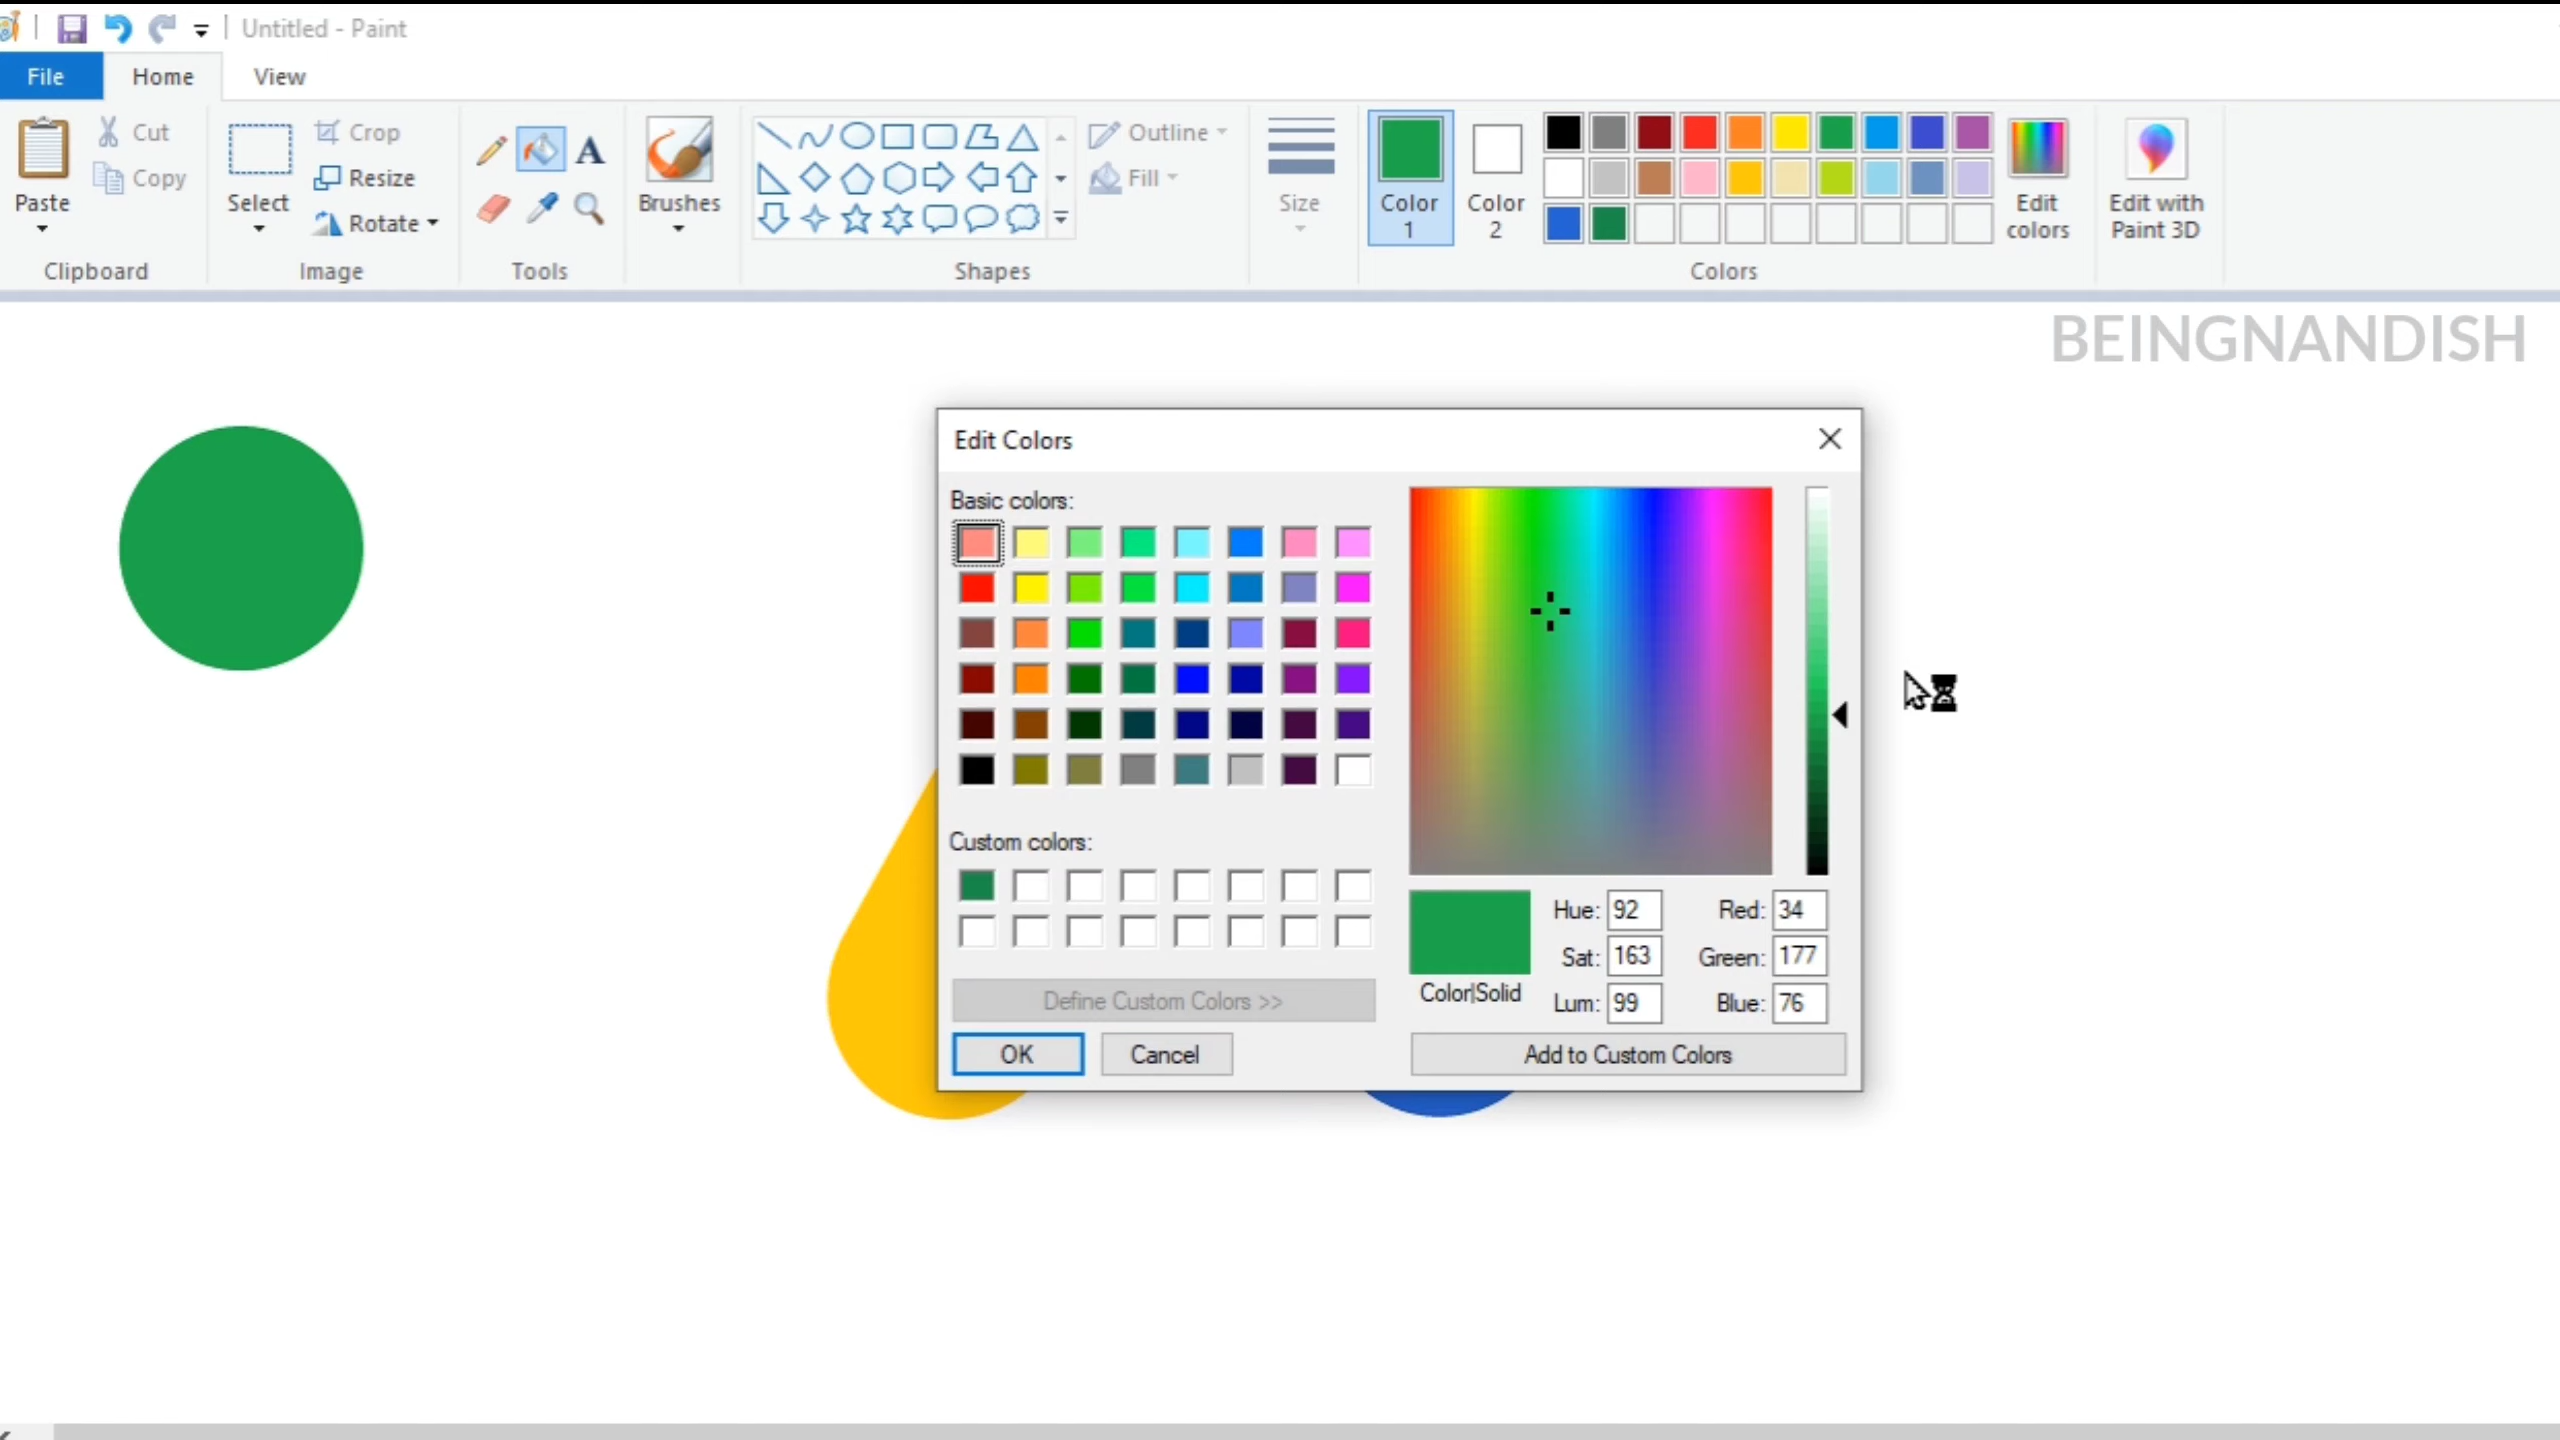 Untitled - Paint
File Home View
Paste
Cut
Copy
Clipboard
Select
Crop
Resize
Rotate
Image
A
Tools
Brushes
Outline
Fill
Shapes
Size
Color
1
Color
2
Edit
colors
Colors
Edit with
Paint 3D
BEINGNANDISH
Edit Colors
Basic colors:
Custom colors:
Define Custom Colors >>
OK Cancel
Color|Solid
Hue: 92 Red: 34
Sat: 163 Green: 177
Lum: 99 Blue: 76
Add to Custom Colors